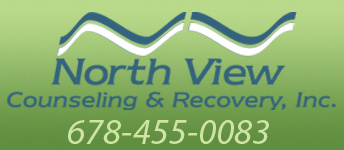 North View
Counseling & Recovery, Inc.
678-455-0083